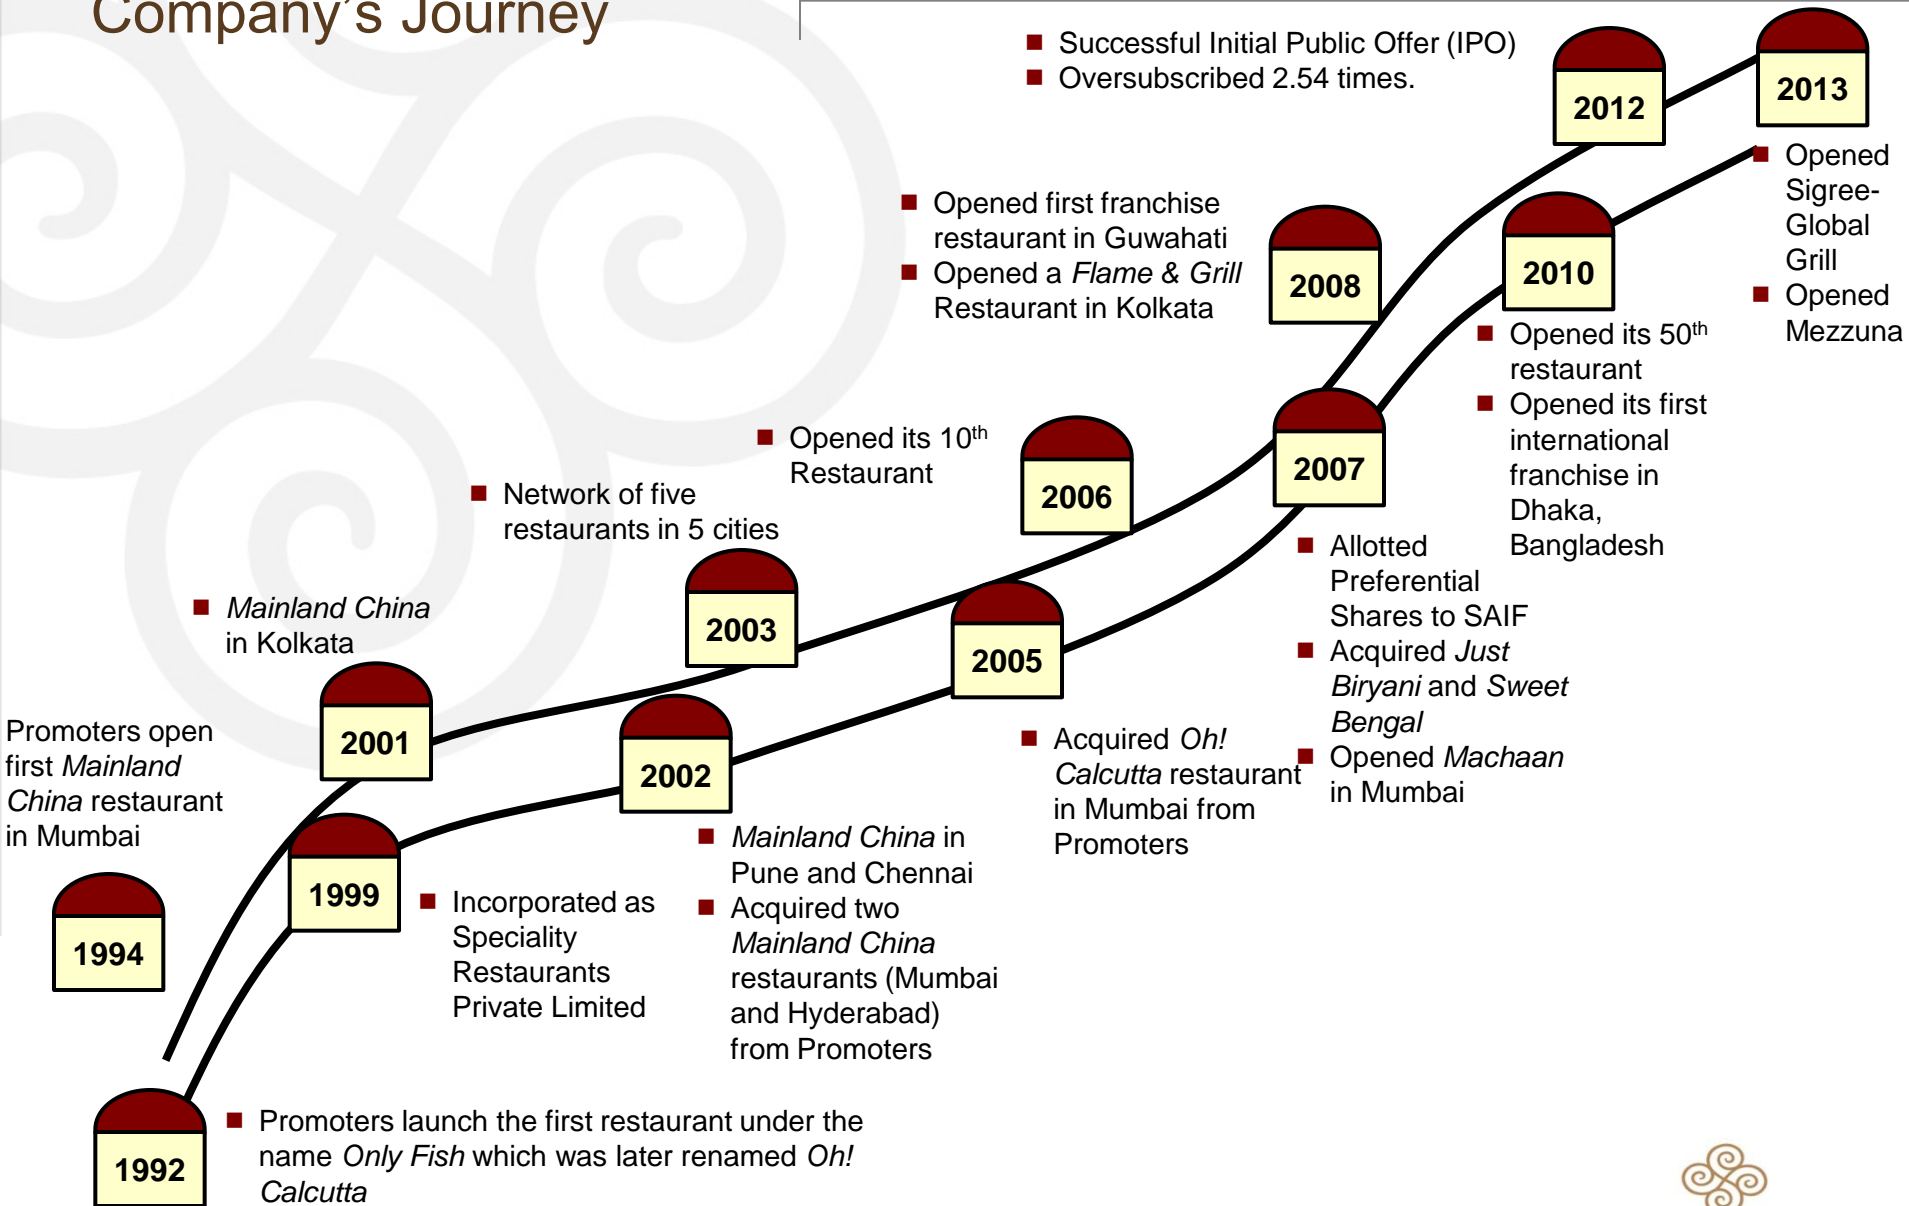 Company's Journey
■ Successful Initial Public Offer (IPO)
■ Oversubscribed 2.54 times.
2012
2013
■ Opened
Sigree-
Global
Grill
■ Opened
Mezzuna
■ Opened first franchise
restaurant in Guwahati
■ Opened a Flame & Grill
Restaurant in Kolkata
2008
2010
■ Opened its 50th
restaurant
■ Opened its first
international
franchise in
Dhaka,
Bangladesh
■ Opened its 10th
Restaurant
2006
2007
■ Allotted
Preferential
Shares to SAIF
■ Acquired Just
Biryani and Sweet
Bengal
■ Opened Machaan
in Mumbai
■ Network of five
restaurants in 5 cities
2003
2005
■ Acquired Oh!
Calcutta restaurant
in Mumbai from
Promoters
■ Mainland China
in Kolkata
2001
2002
■ Mainland China in
Pune and Chennai
■ Acquired two
Mainland China
restaurants (Mumbai
and Hyderabad)
from Promoters
Promoters open
first Mainland
China restaurant
in Mumbai
1994
1999
■ Incorporated as
Speciality
Restaurants
Private Limited
1992
■ Promoters launch the first restaurant under the
name Only Fish which was later renamed Oh!
Calcutta